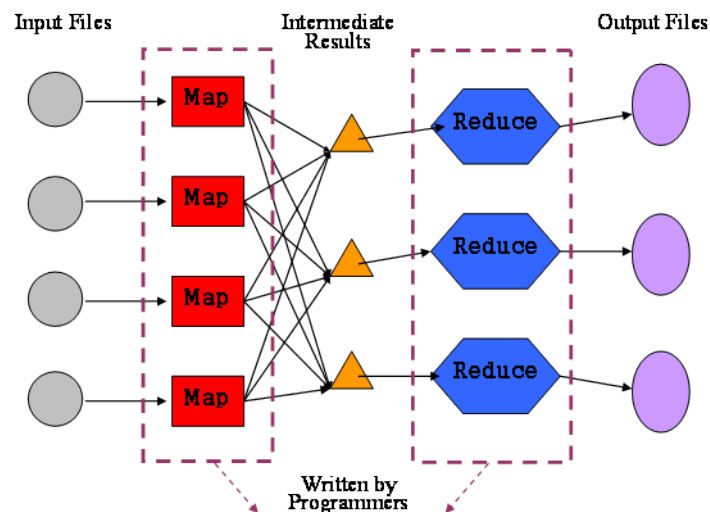 Input Files
Intermediate
Results
Output Files
Map
Reduce
Map
Reduce
Map
Reduce
Map
Written by
Programmers